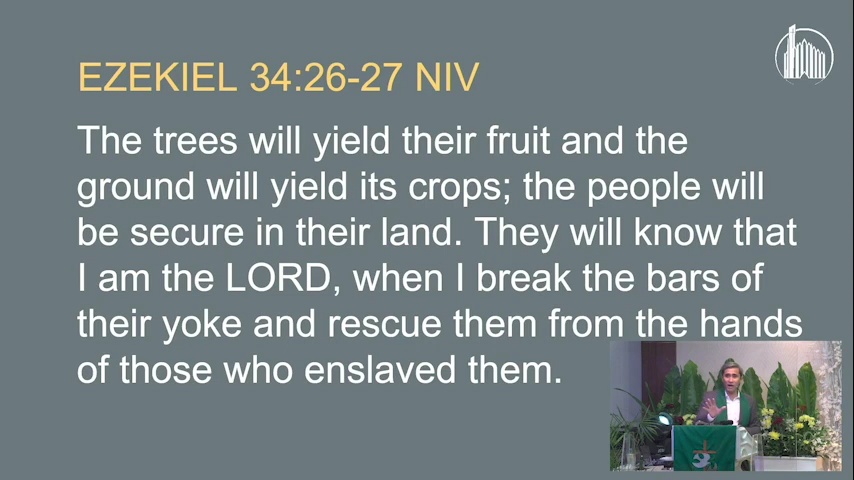 EZEKIEL 34:26-27 NIV
The trees will yield their fruit and the
ground will yield its crops; the people will
be secure in their land. They will know that
I am the LORD, when I break the bars of
their yoke and rescue them from the hands
of those who enslaved them.